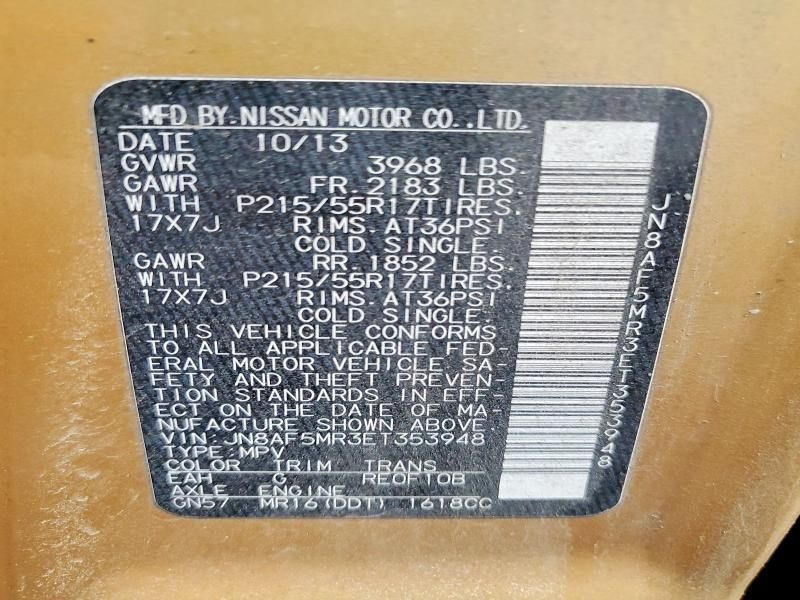 MFD BY.NISSAN MOTOR CO.,LTD.
DATE 10/13
GVWR 3968 LBS.
GAWR FR.2183 LBS.
WITH P215/55R17TIRES.
17X7J RIMS.AT36PSI
COLD SINGLE.
GAWR RR.1852 LBS.
WITH P215/55R17TIRES.
17X7J RIMS.AT36PSI
COLD SINGLE.
THIS VEHICLE CONFORMS
TO ALL APPLICABLE FED-
ERAL MOTOR VEHICLE SA-
FETY AND THEFT PREVEN-
TION STANDARDS IN EFF-
ECT ON THE DATE OF MA-
NUFACTURE SHOWN ABOVE.
VIN:JN8AF5MR3ET353948
TYPE:MPV
COLOR TRIM TRANS
EAH G RE0F10B
AXLE ENGINE
GN57 MR16(DDT) 1618CC
JN8AF5MR3ET353948